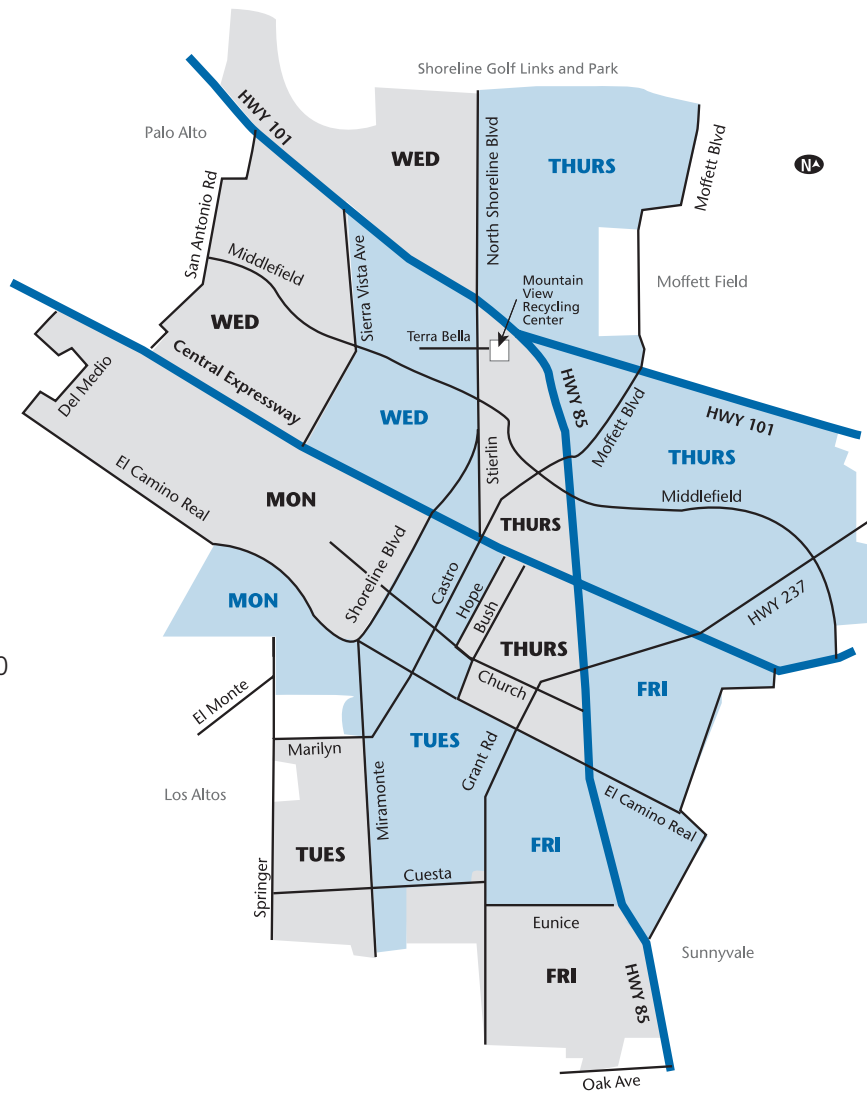 Shoreline Golf Links and Park
HWY 101
Palo Alto
WED
North Shoreline Blvd
THURS
Moffett Blvd
N
San Antonio Rd
Middlefield
Sierra Vista Ave
Mountain
View
Recycling
Center
Moffett Field
WED
Terra Bella
Central Expressway
Del Medio
HWY 85
Moffett Blvd
HWY 101
WED
Stierlin
THURS
El Camino Real
MON
Middlefield
THURS
Shoreline Blvd
Castro
Hope
Bush
HWY 237
MON
THURS
0
El Monte
Church
FRI
Marilyn
TUES
Grant Rd
Miramonte
El Camino Real
Los Altos
TUES
FRI
Cuesta
Springer
Eunice
Sunnyvale
FRI
HWY 85
Oak Ave